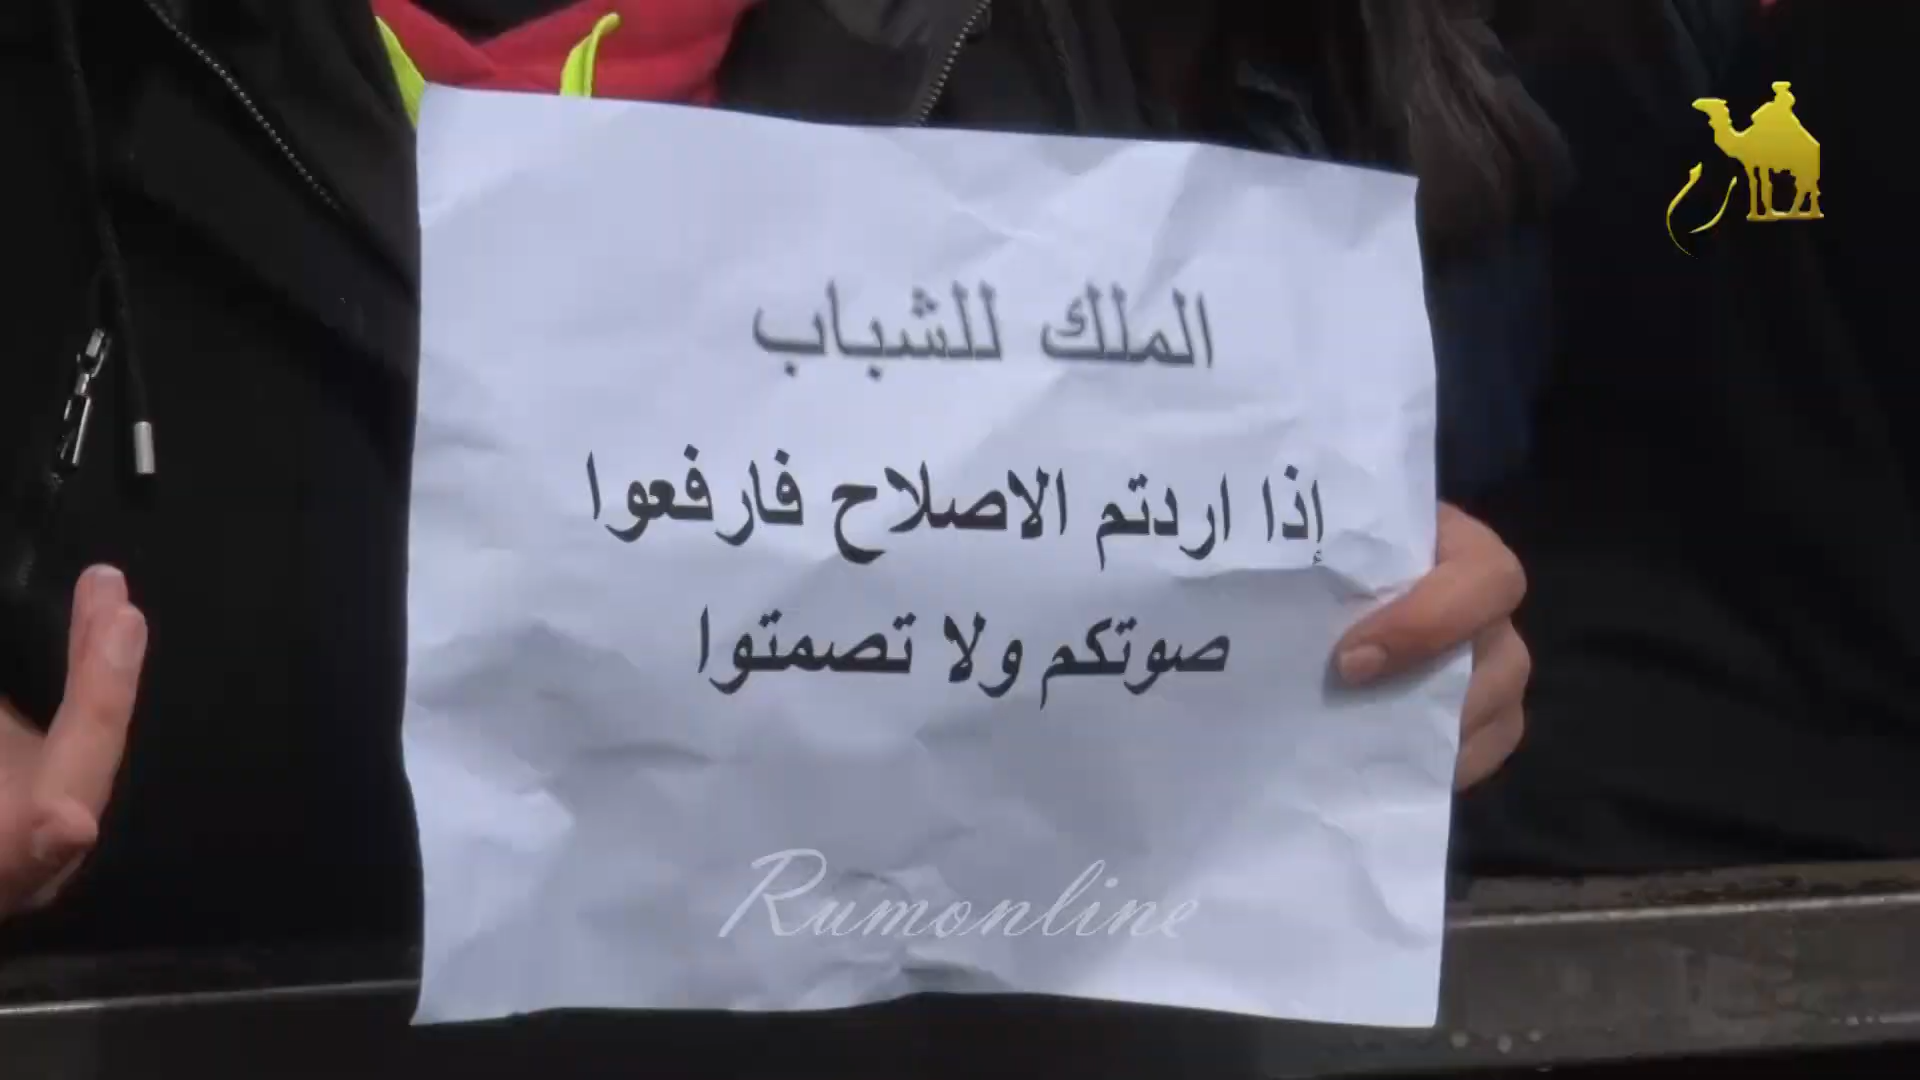 الملك للشباب
إذا اردتم الاصلاح فارفعوا
صوتكم ولا تصمتوا
Rumonline